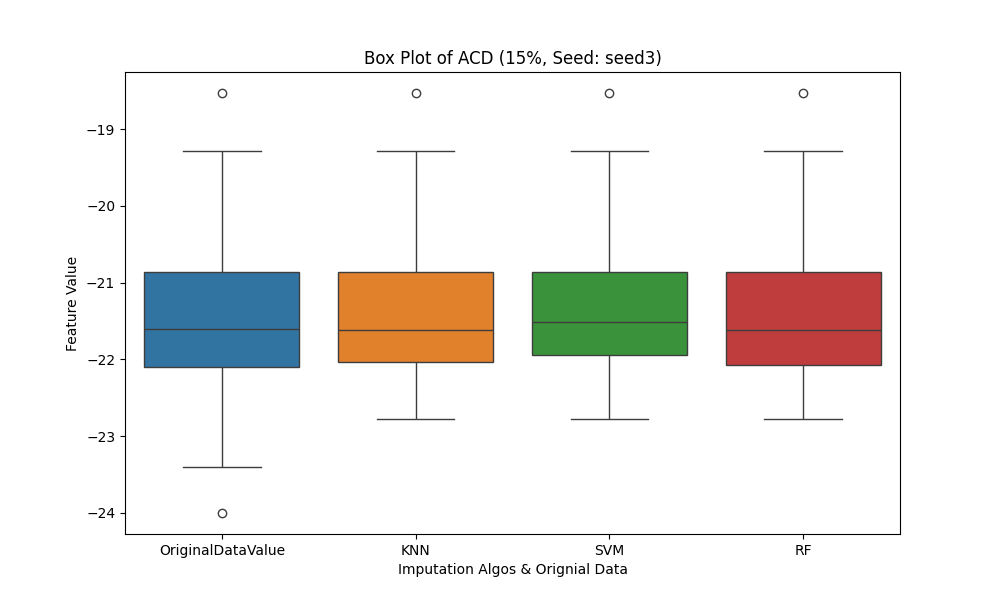 Box Plot of ACD (15%, Seed: seed3)
Feature Value
−19
−20
−21
−22
−23
−24
OriginalDataValue KNN SVM RF
Imputation Algos & Orignial Data